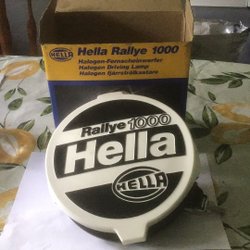 HELLA
Hella Rallye 1000
Halogen-Fernscheinwerfer
Halogen Driving Lamp
Halogen fjärrstrålkastare
Rallye 1000
Hella
HELLA